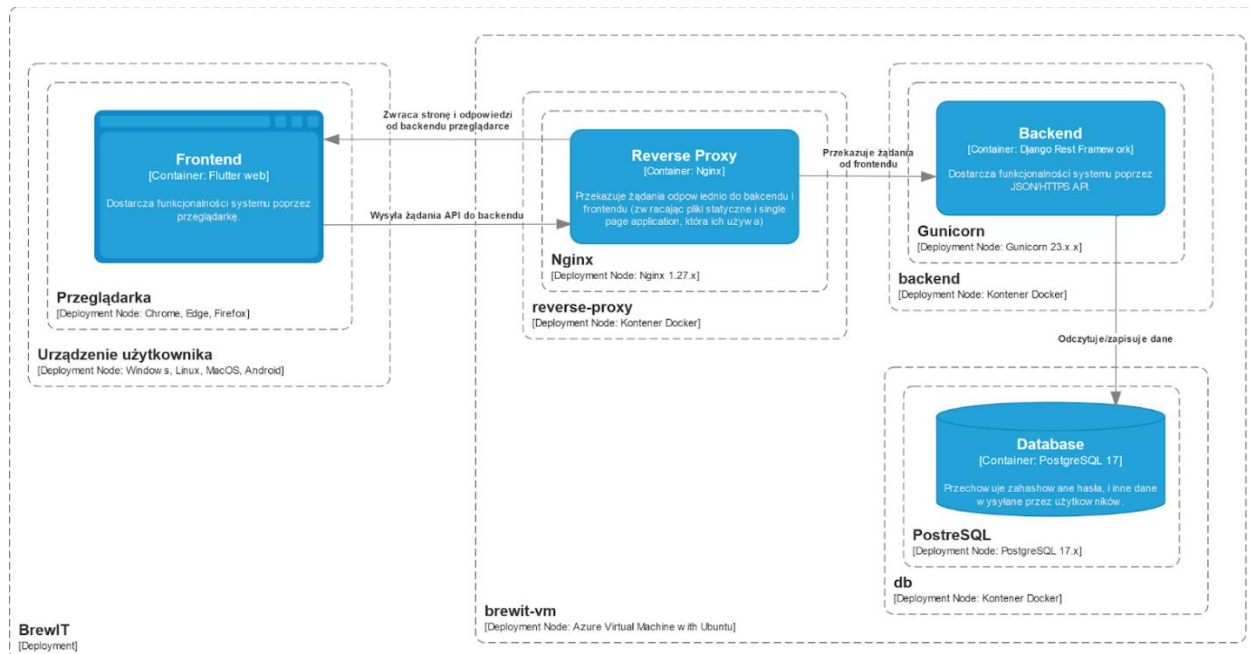 Frontend
[Container: Flutter web]
Dostarcza funkcjonalności systemu poprzez
przeglądarkę.
Przeglądarka
[Deployment Node: Chrome, Edge, Firefox]
Urządzenie użytkownika
[Deployment Node: Windows, Linux, MacOS, Android]
Zwraca stronę i odpowiedzi
od backendu przeglądarce
Wysyła żądania API do backendu
Reverse Proxy
[Container: Nginx]
Przekazuje żądania odpowiednio do bakcendu i
frontendu (zwracając pliki statyczne i single
page application, która ich używa)
Nginx
[Deployment Node: Nginx 1.27.x]
reverse-proxy
[Deployment Node: Kontener Docker]
Przekazuje żądania
od frontendu
Backend
[Container: Django Rest Framework]
Dostarcza funkcjonalności systemu poprzez
JSON/HTTPS API.
Gunicorn
[Deployment Node: Gunicorn 23.x.x]
backend
[Deployment Node: Kontener Docker]
Odczytuje/zapisuje dane
Database
[Container: PostgreSQL 17]
Przechowuje zahashowane hasła, i inne dane
wysyłane przez użytkowników.
PostreSQL
[Deployment Node: PostgreSQL 17.x]
db
[Deployment Node: Kontener Docker]
brewit-vm
[Deployment Node: Azure Virtual Machine with Ubuntu]
BrewIT
[Deployment]